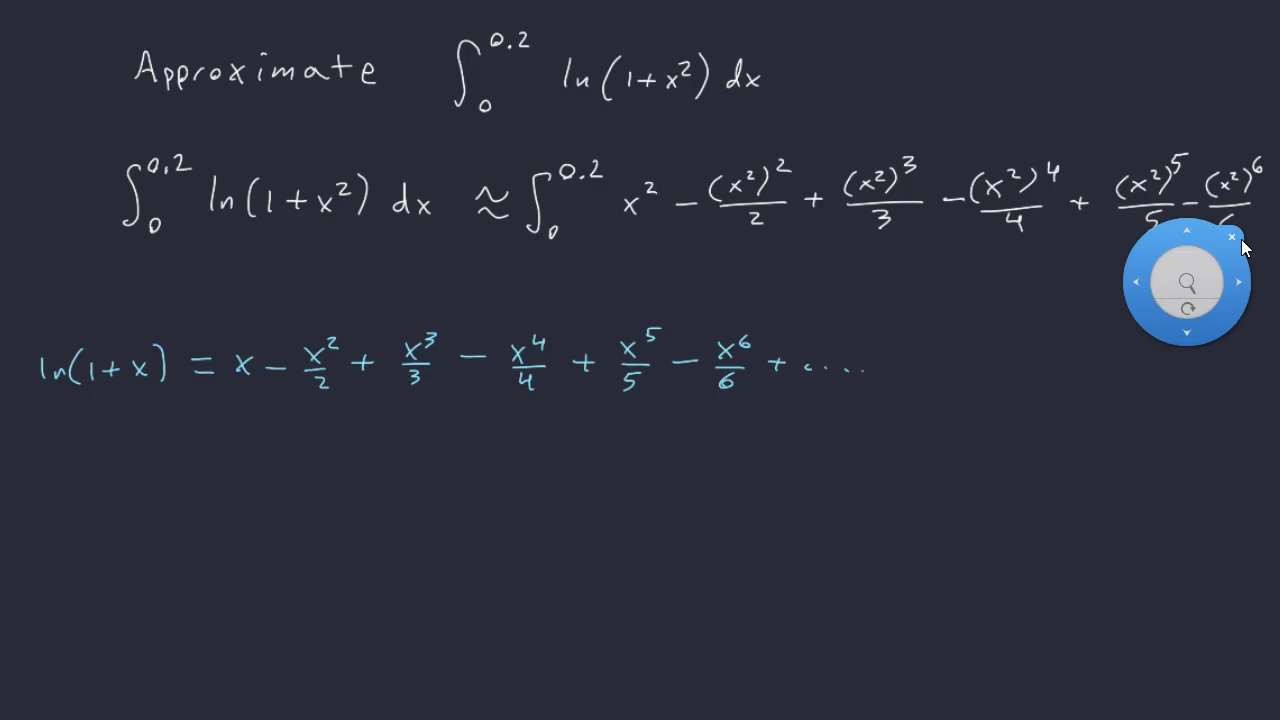 Approximate ∫₀^0.2 ln(1+x²) dx
∫₀^0.2 ln(1+x²) dx ≈ ∫₀^0.2 x² − (x²)²/2 + (x²)³/3 − (x²)⁴/4 + (x²)⁵/5 − (x²)⁶/6
ln(1+x) = x − x²/2 + x³/3 − x⁴/4 + x⁵/5 − x⁶/6 + ....